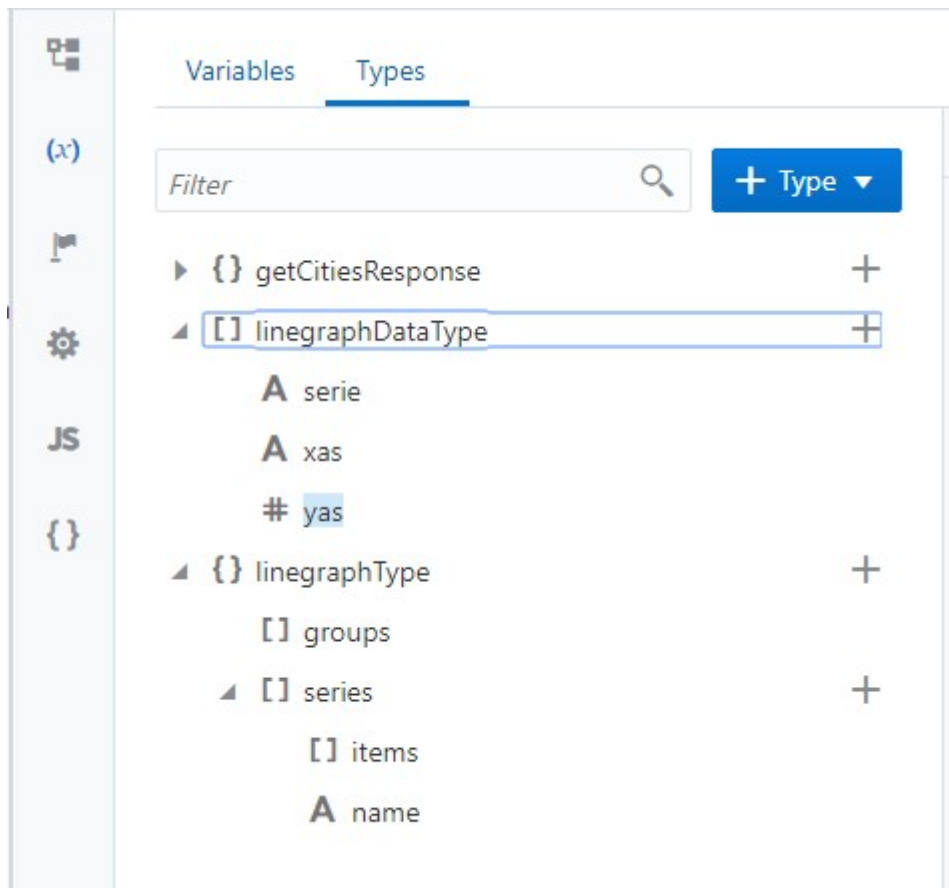 Variables Types
(x)
Filter
+ Type
{} getCitiesResponse +
[] linegraphDataType +
A serie
A xas
# yas
JS
{}
{} linegraphType +
[] groups
[] series +
[] items
A name